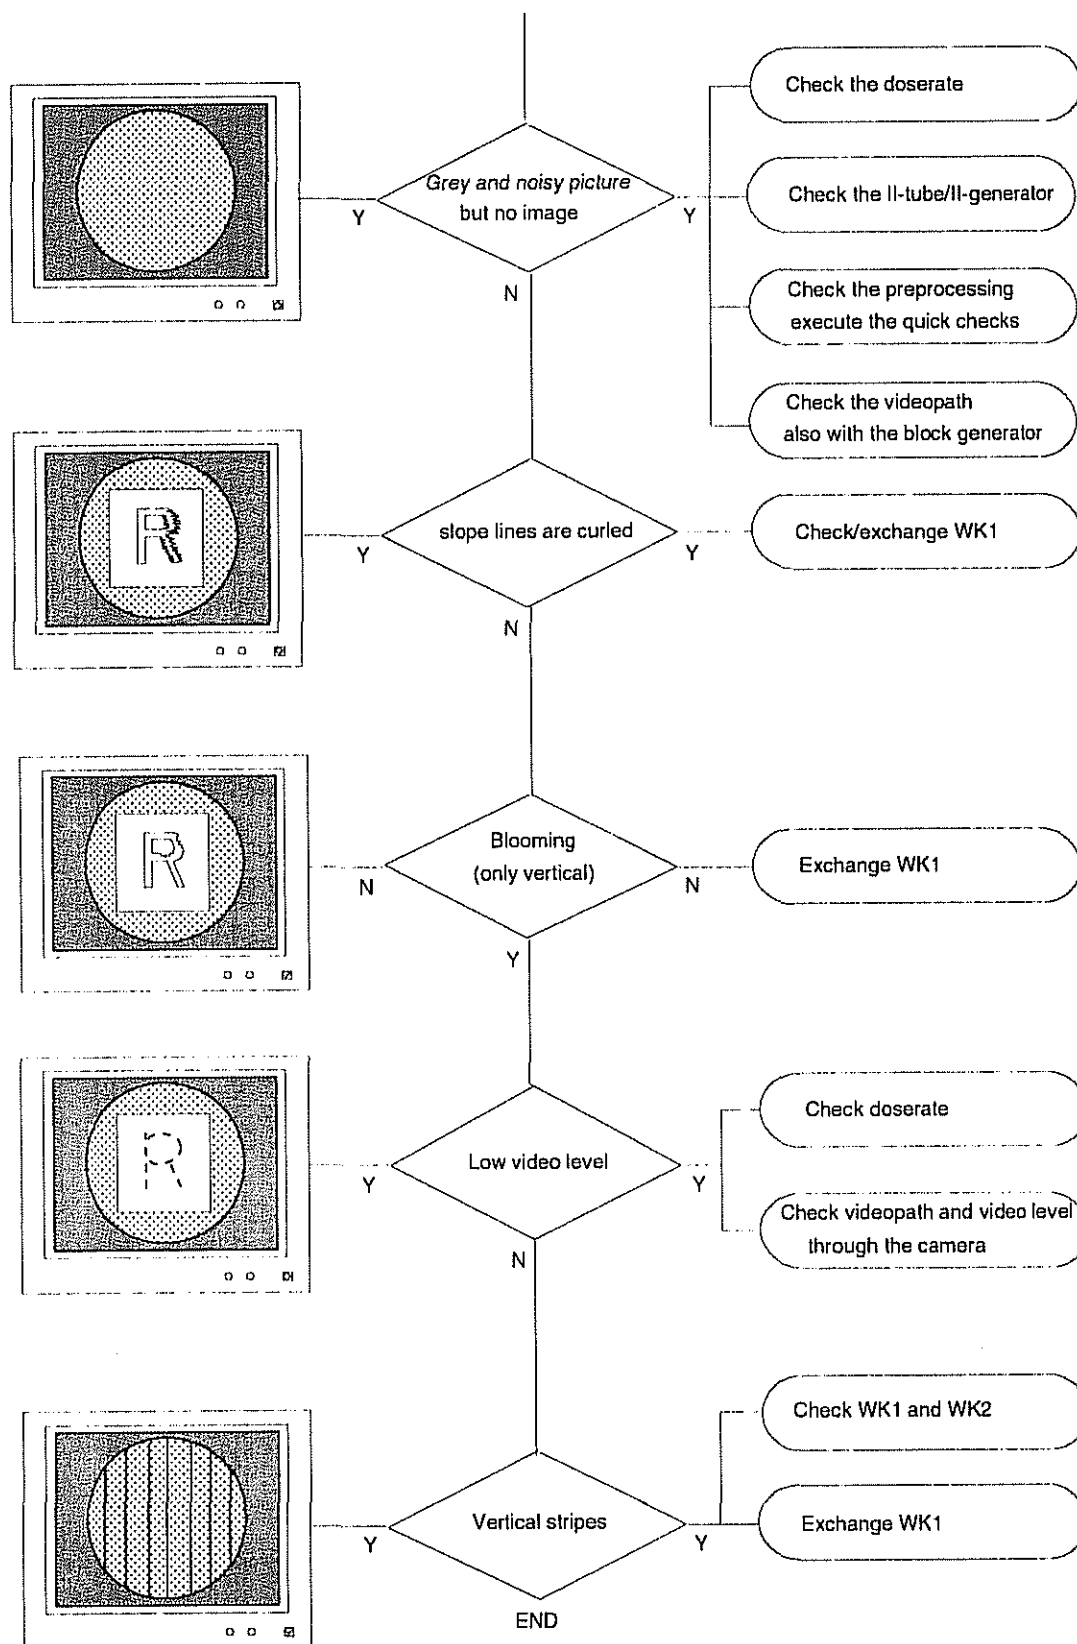 Check the doserate
Grey and noisy picture
but no image
Y
Y
N
Check the II-tube/II-generator
Check the preprocessing
execute the quick checks
Check the videopath
also with the block generator
R
slope lines are curled
Y
Y
N
Check/exchange WK1
R
Blooming
(only vertical)
N
N
Y
Exchange WK1
R
Low video level
Y
Y
N
Check doserate
Check videopath and video level
through the camera
Vertical stripes
Y
Y
Check WK1 and WK2
Exchange WK1
END